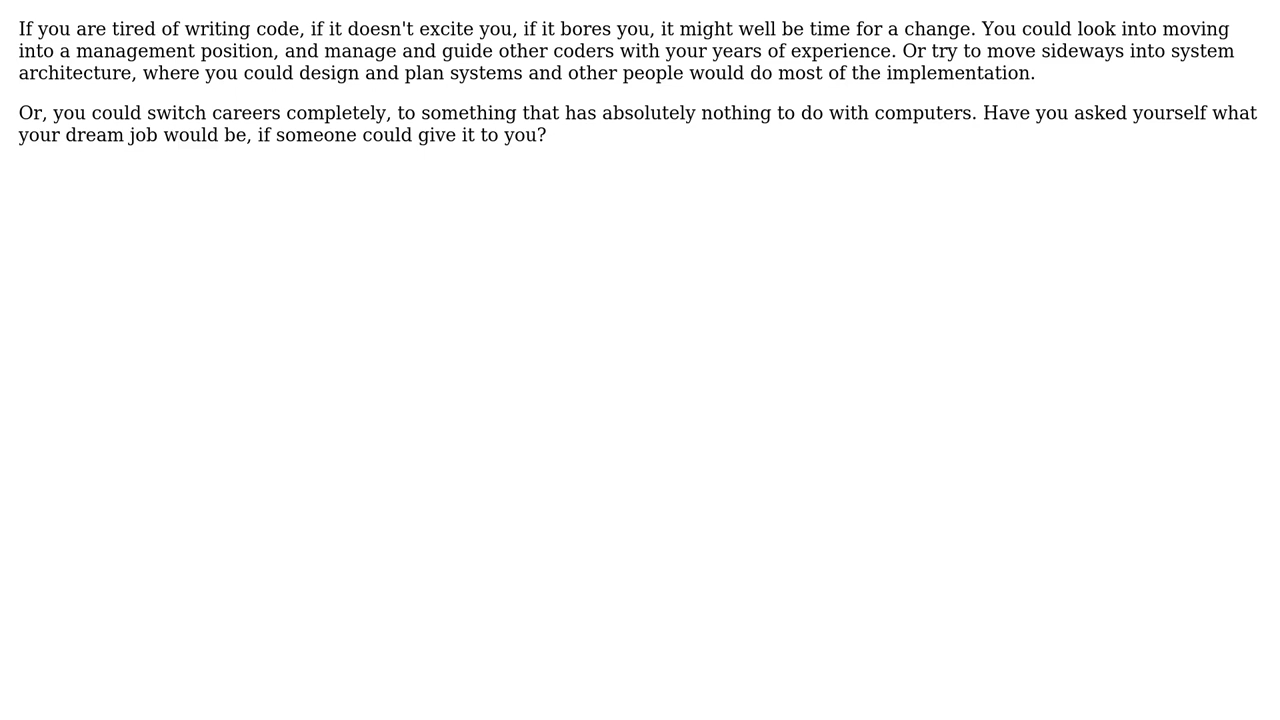 If you are tired of writing code, if it doesn't excite you, if it bores you, it might well be time for a change. You could look into moving
into a management position, and manage and guide other coders with your years of experience. Or try to move sideways into system
architecture, where you could design and plan systems and other people would do most of the implementation.
Or, you could switch careers completely, to something that has absolutely nothing to do with computers. Have you asked yourself what
your dream job would be, if someone could give it to you?